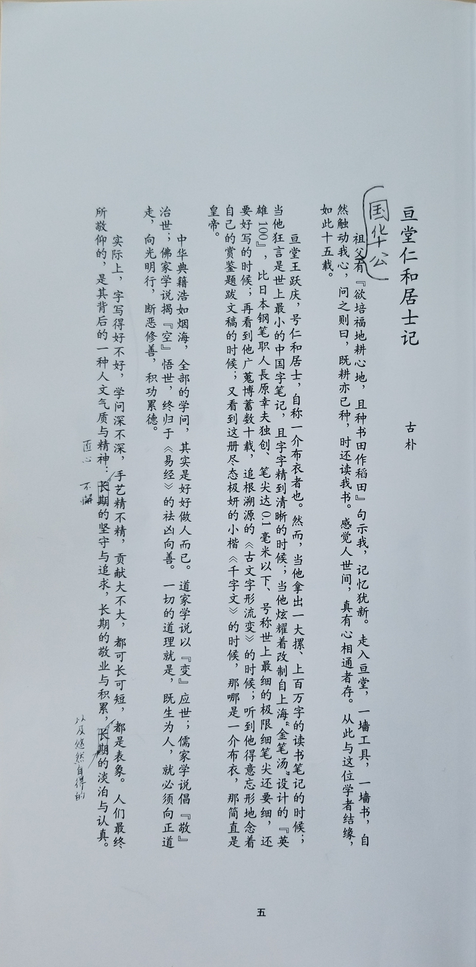 亘堂仁和居士记
古朴
国华公
祖父有『欲培福地耕心地，且种书田作稻田』句示我，记忆犹新。走入亘堂，一墙工具，一墙书，自
然触动我心，问之则曰，既耕亦已种，时还读我书。感觉人世间，真有心相通者存。从此与这位学者结缘，
如此十五载。
亘堂王跃庆，号仁和居士，自称一介布衣者也。然而，当他拿出一大摞、上百万字的读书笔记的时候；
当他狂言是世上最小的中国字笔记，且字字精到清晰的时候；当他炫耀着改制自上海"金笔汤"设计的『英
雄100』，比日本钢笔职人長原幸夫独创、笔尖达0.1毫米以下、号称世上最细的极限细笔尖还要细，还
要好写的时候；再看到他广蒐博蓄数十载，追根溯源的《古文字形流变》的时候；听到他得意忘形地念着
自己的赏鉴题跋文稿的时候；又看到这册尽态极妍的小楷《千字文》的时候，那哪是一介布衣，那简直是
皇帝。
中华典籍浩如烟海，全部的学问，其实是好好做人而已。道家学说以『变』应世；儒家学说倡『敬』
治世；佛家学说揭『空』悟世，终归于《易经》的祛凶向善。一切的道理就是，既生为人，就必须向正道
走，向光明行，断恶修善，积功累德。
实际上，字写得好不好，学问深不深，手艺精不精，贡献大不大，都可长可短，都是表象。人们最终
所敬仰的，是其背后的一种人文气质与精神：长期的坚守与追求，长期的敬业与积累，长期的淡泊与认真。
直心 不懈
以及悠然自得的
五